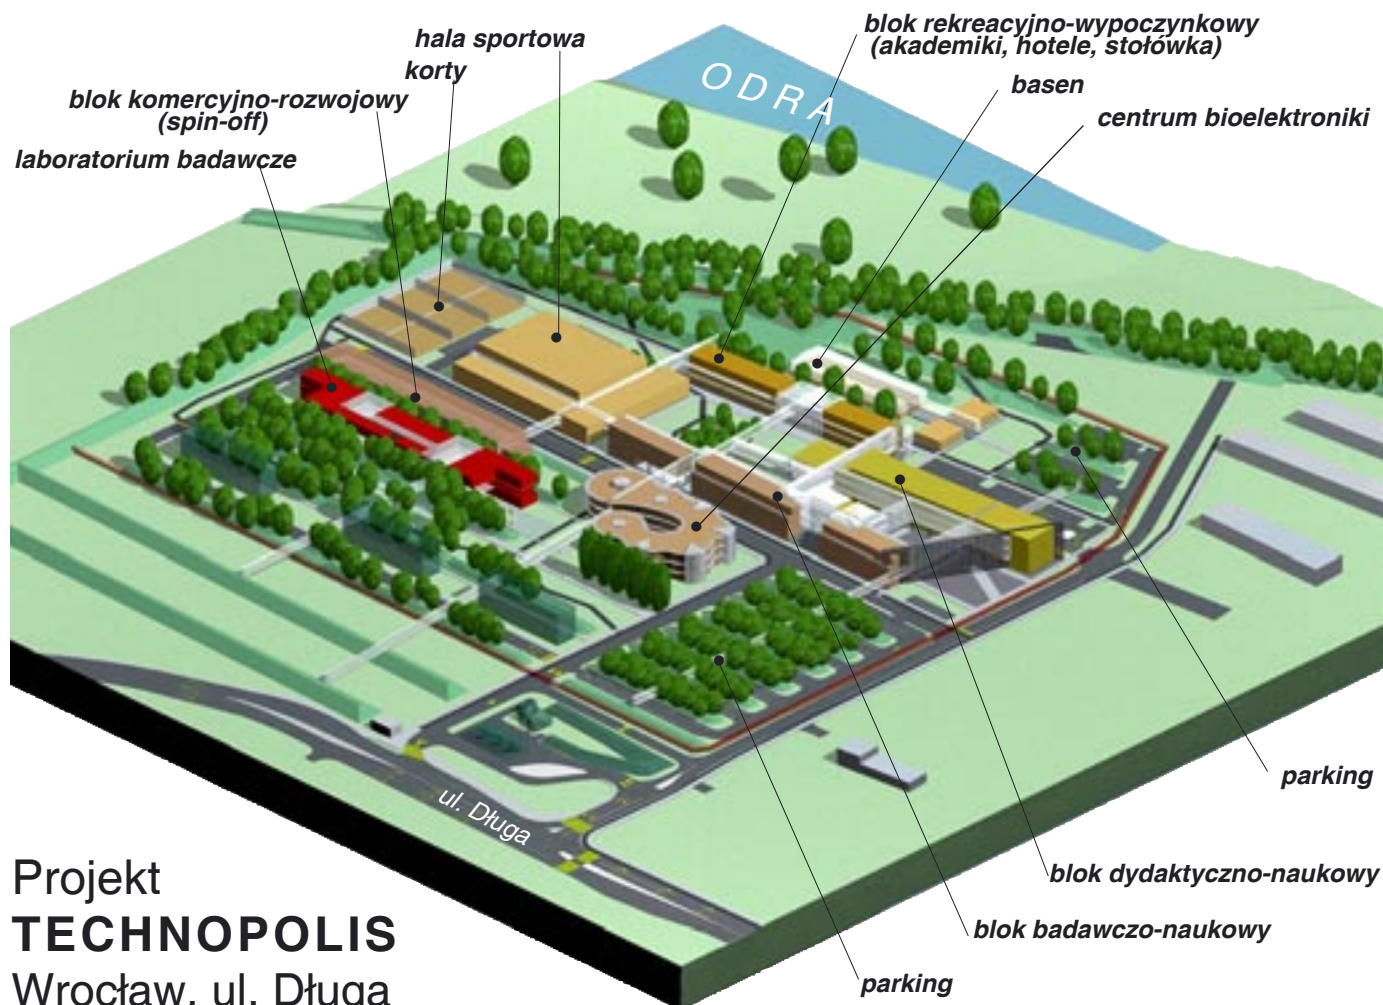 hala sportowa
korty
blok komercyjno-rozwojowy
(spin-off)
laboratorium badawcze
blok rekreacyjno-wypoczynkowy
(akademiki, hotele, stołówka)
basen
centrum bioelektroniki
ODRA
parking
blok dydaktyczno-naukowy
blok badawczo-naukowy
parking
ul. Długa
Projekt
TECHNOPOLIS
Wrocław, ul. Długa